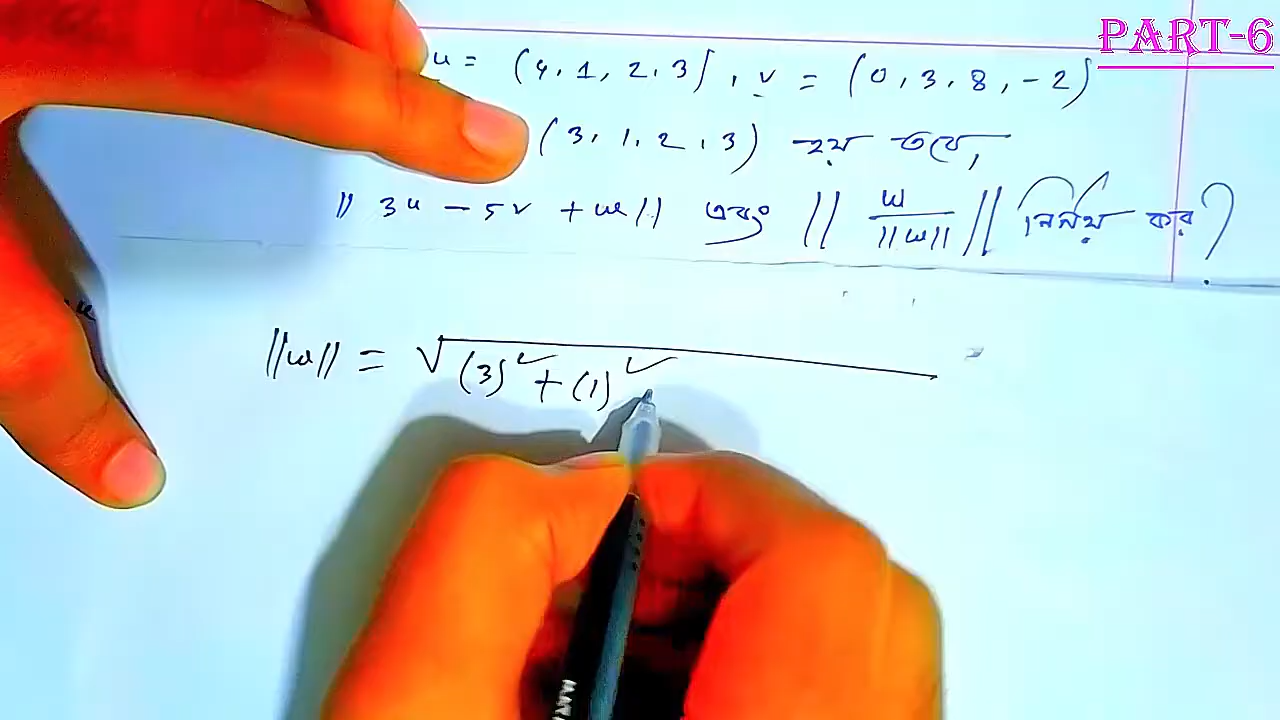 PART-6
u = (4, 1, 2, 3), v = (0, 3, 8, -2)
(3, 1, 2, 3) হয় তবে,
|| 3u - 5v + w || এবং || w / ||w|| || নির্ণয় কর ?
||w|| = √(3)² + (1)²